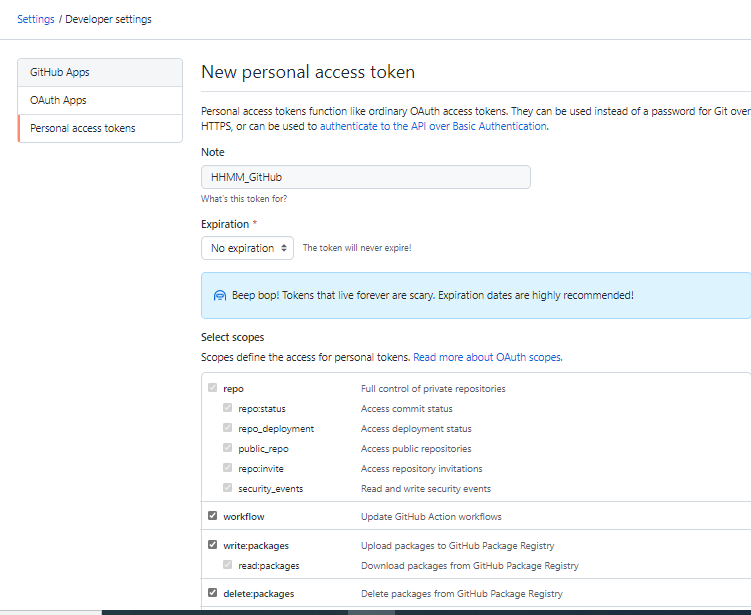 Settings / Developer settings
GitHub Apps
OAuth Apps
Personal access tokens
New personal access token
Personal access tokens function like ordinary OAuth access tokens. They can be used instead of a password for Git over
HTTPS, or can be used to authenticate to the API over Basic Authentication.
Note
HHMM_GitHub
What's this token for?
Expiration *
No expiration The token will never expire!
Beep bop! Tokens that live forever are scary. Expiration dates are highly recommended!
Select scopes
Scopes define the access for personal tokens. Read more about OAuth scopes.
repo Full control of private repositories
repo:status Access commit status
repo_deployment Access deployment status
public_repo Access public repositories
repo:invite Access repository invitations
security_events Read and write security events
workflow Update GitHub Action workflows
write:packages Upload packages to GitHub Package Registry
read:packages Download packages from GitHub Package Registry
delete:packages Delete packages from GitHub Package Registry